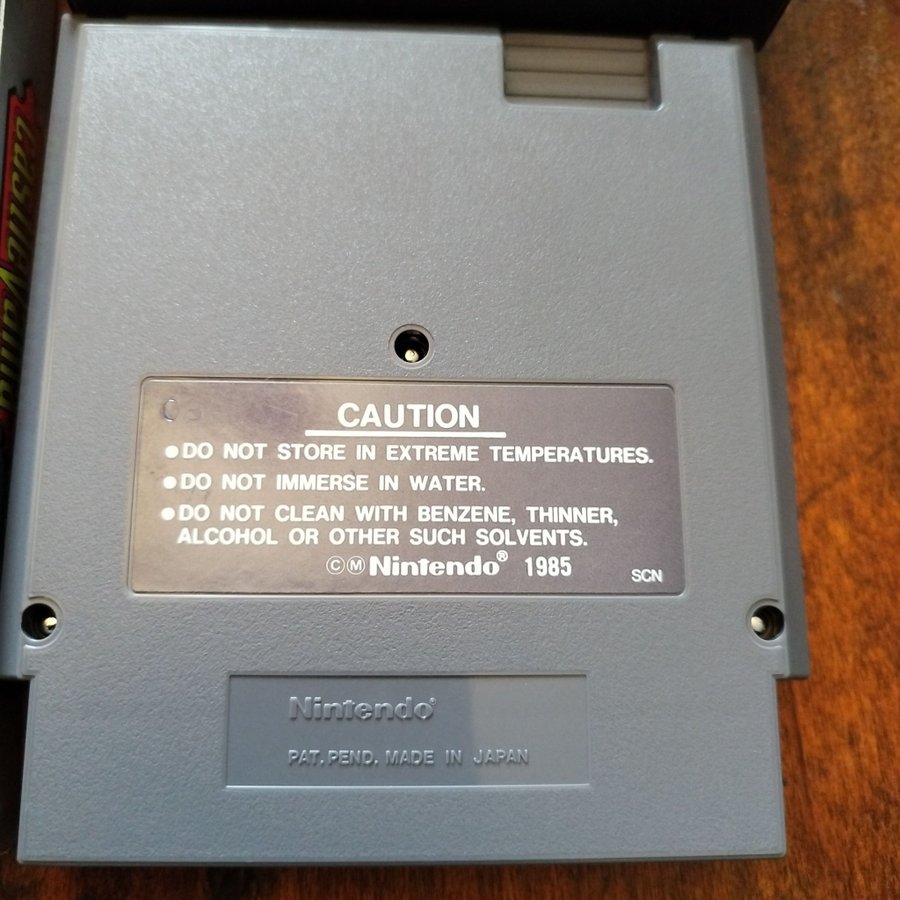 CAUTION
●DO NOT STORE IN EXTREME TEMPERATURES.
●DO NOT IMMERSE IN WATER.
●DO NOT CLEAN WITH BENZENE, THINNER,
ALCOHOL OR OTHER SUCH SOLVENTS.
©Ⓜ Nintendo® 1985
SCN
Nintendo®
PAT. PEND. MADE IN JAPAN